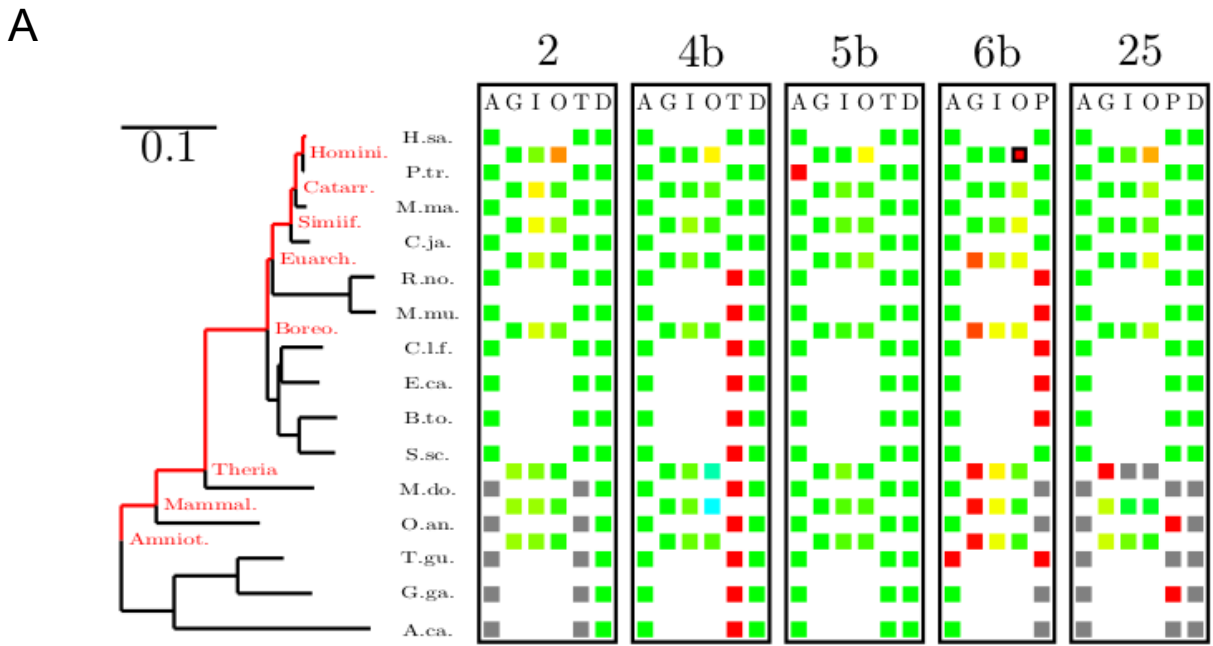 A
2 4b 5b 6b 25
A G I O T D A G I O T D A G I O T D A G I O P A G I O P D
0.1
H.sa.
Homini.
P.tr.
Catarr.
M.ma.
Simiif.
C.ja.
Euarch.
R.no.
M.mu.
Boreo.
C.l.f.
E.ca.
B.to.
S.sc.
Theria
M.do.
Mammal.
O.an.
Amniot.
T.gu.
G.ga.
A.ca.